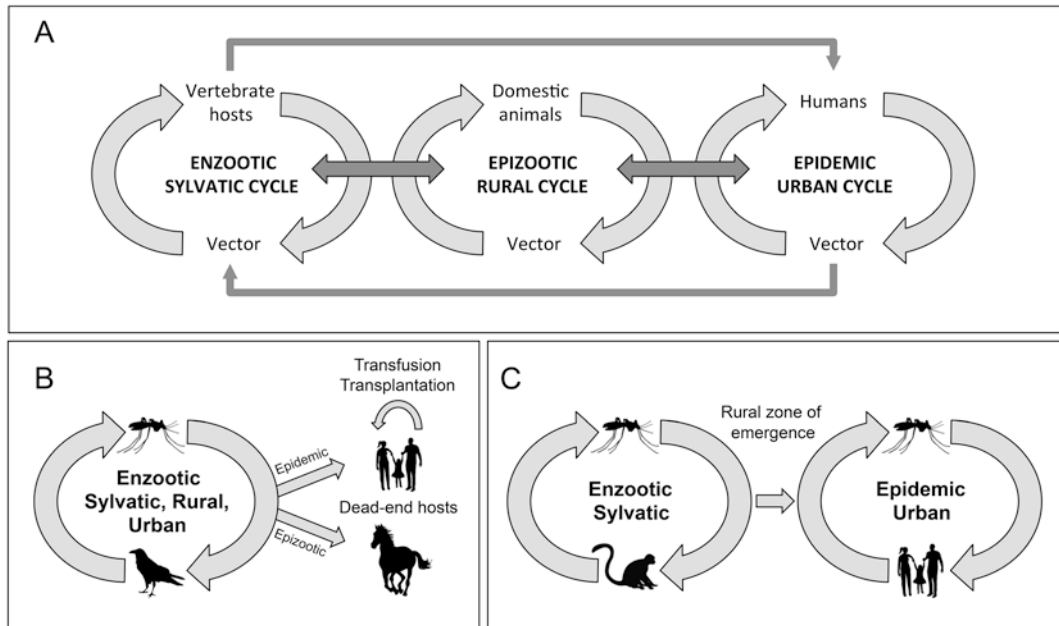 A
Vertebrate
hosts
ENZOOTIC
SYLVATIC CYCLE
Vector
Domestic
animals
EPIZOOTIC
RURAL CYCLE
Vector
Humans
EPIDEMIC
URBAN CYCLE
Vector
B
Enzootic
Sylvatic, Rural,
Urban
Epidemic
Epizootic
Transfusion
Transplantation
Dead-end hosts
C
Enzootic
Sylvatic
Rural zone of
emergence
Epidemic
Urban